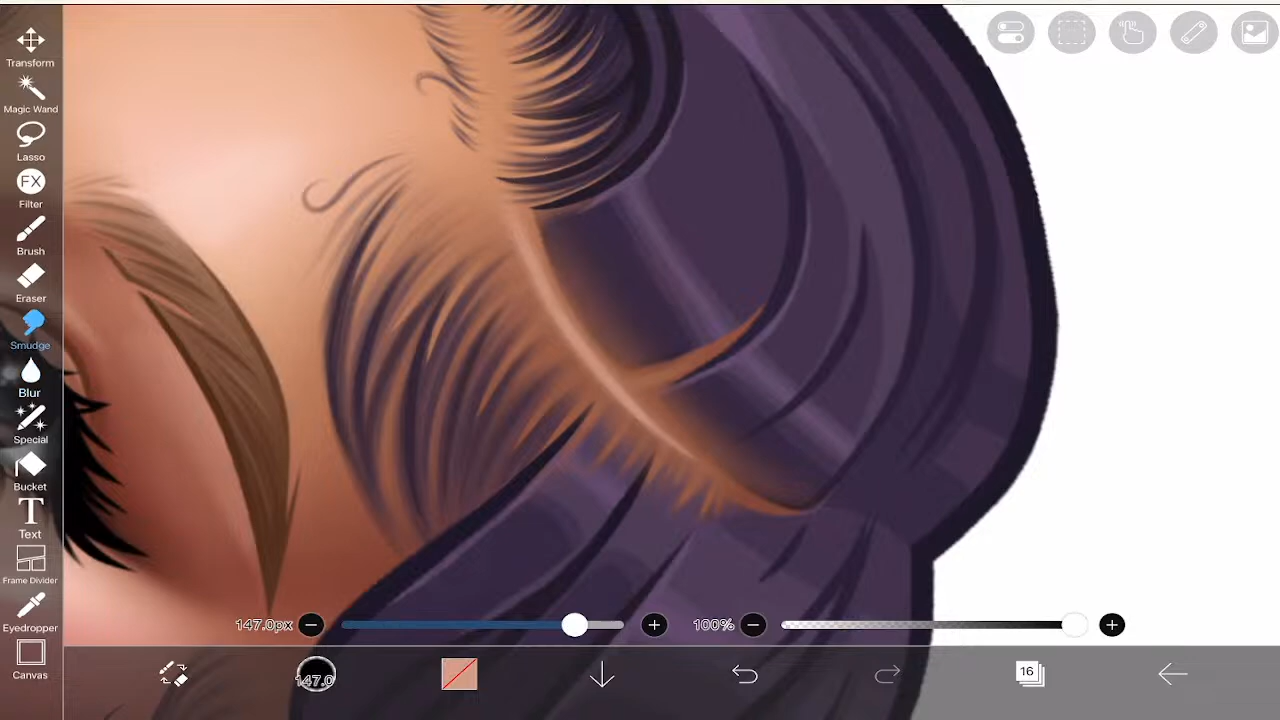 Transform
Magic Wand
Lasso
FX
Filter
Brush
Eraser
Smudge
Blur
Special
Bucket
T
Text
Frame Divider
Eyedropper
Canvas
147.0px
100%
147.0
16